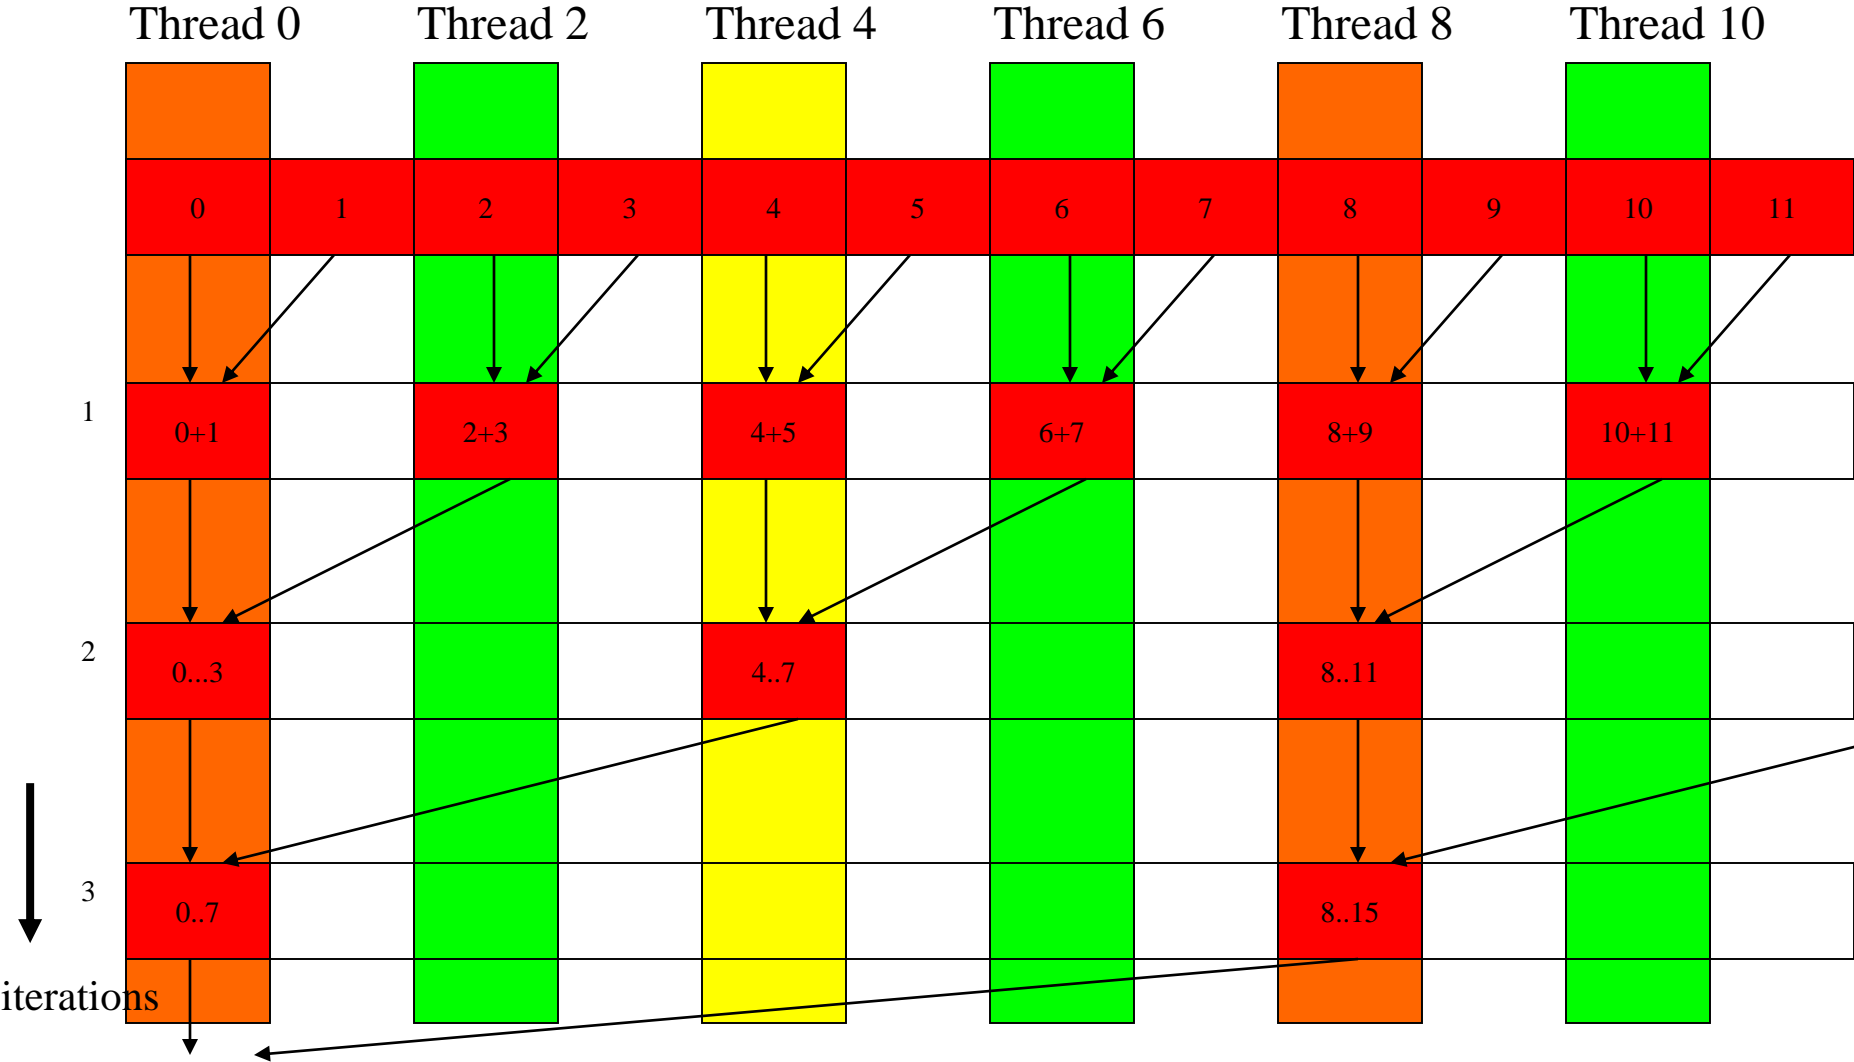 Thread 0 Thread 2 Thread 4 Thread 6 Thread 8 Thread 10
0 1 2 3 4 5 6 7 8 9 10 11
1 0+1 2+3 4+5 6+7 8+9 10+11
2 0...3 4..7 8..11
3 0..7 8..15
iterations